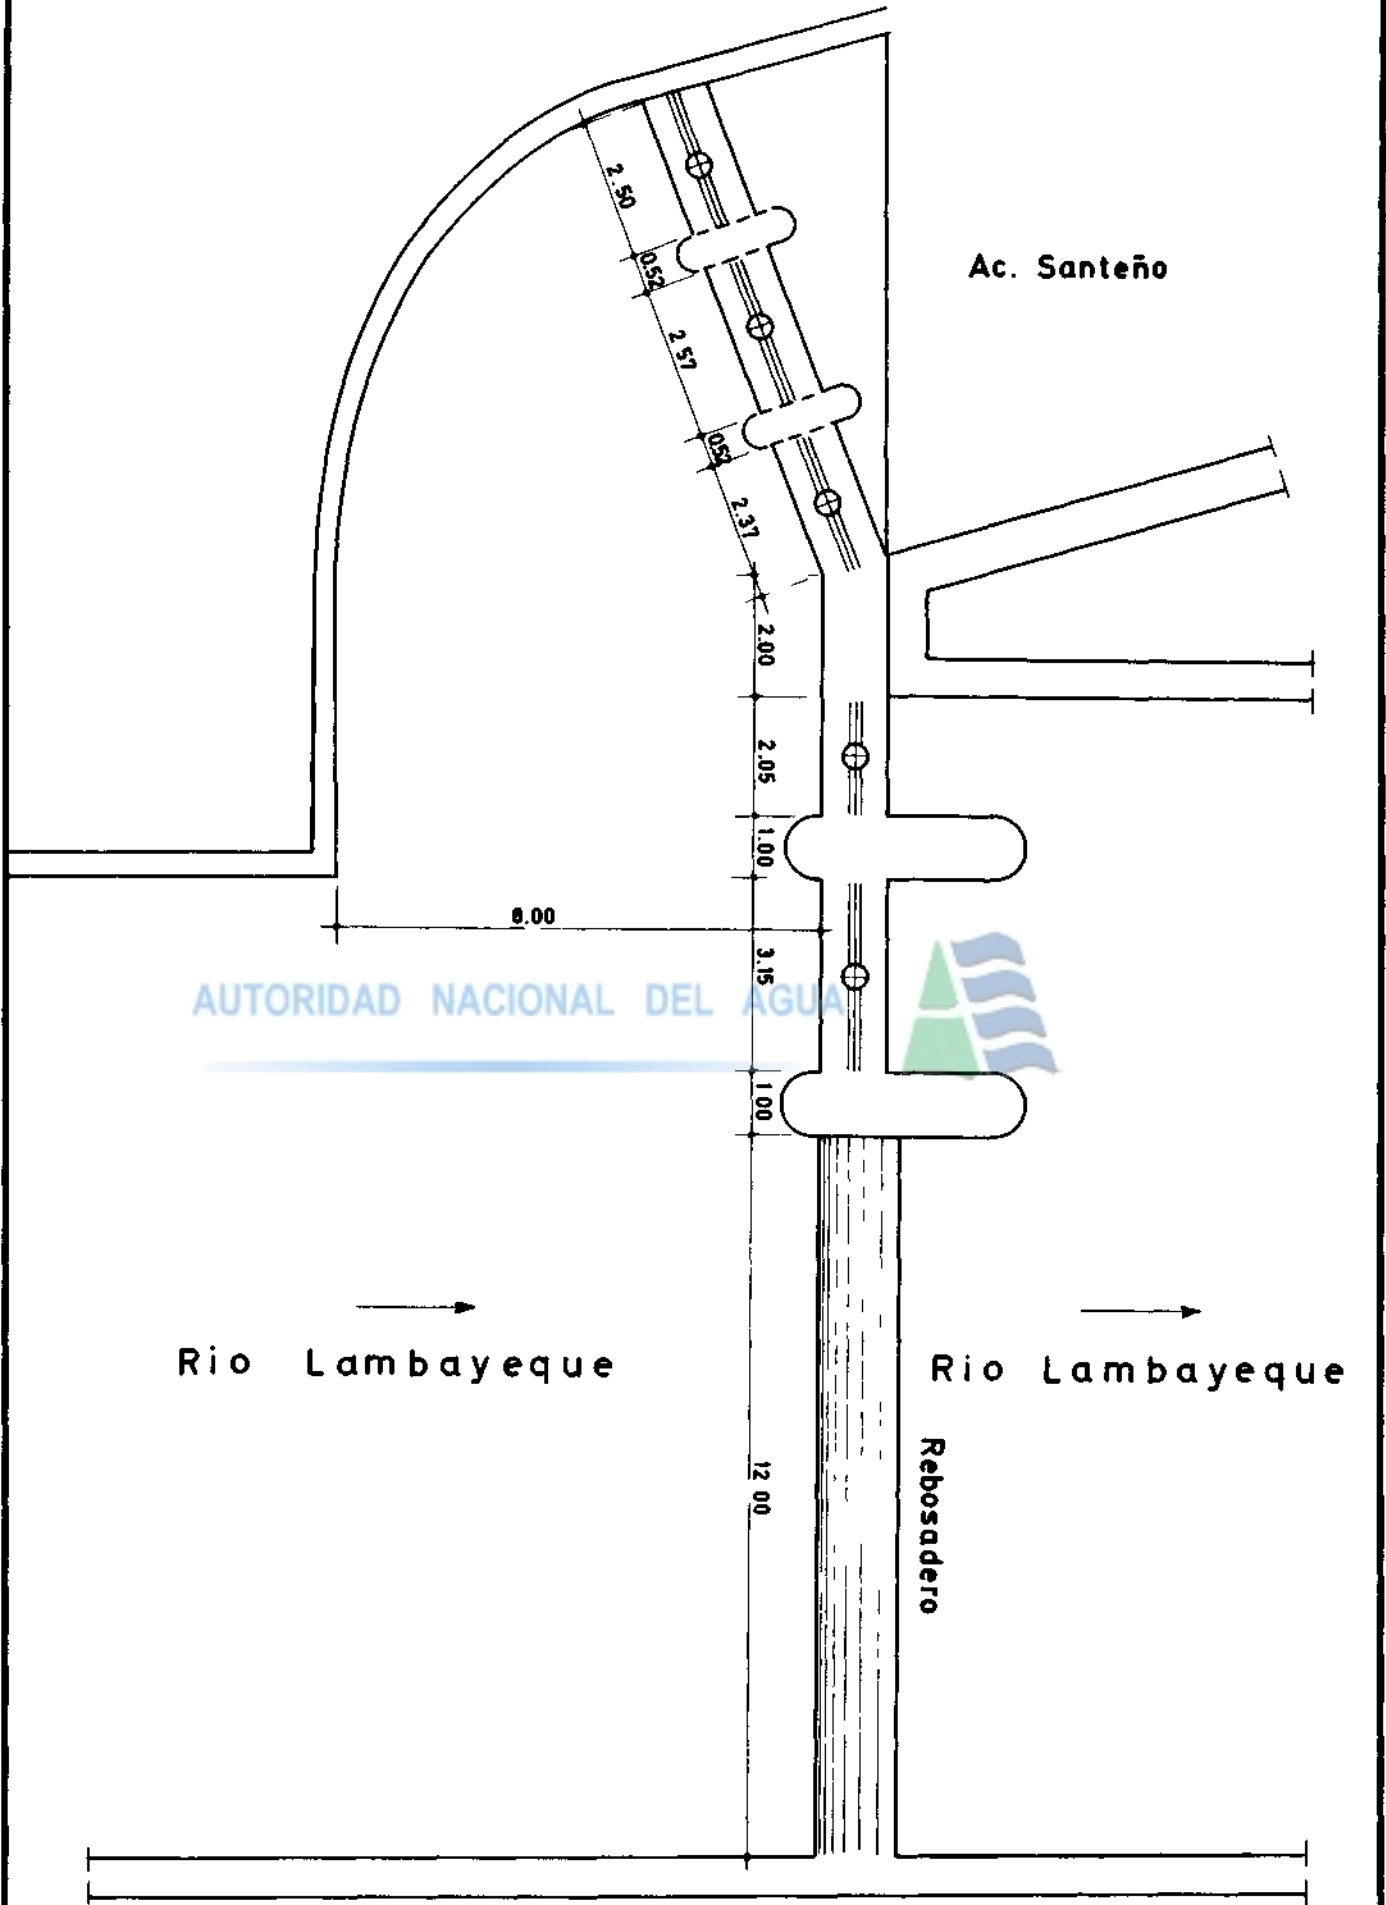 2.50
0.52
Ac. Santeño
2.57
0.52
2.37
2.00
2.05
1.00
8.00
3.15
AUTORIDAD NACIONAL DEL AGUA
1.00
Rio Lambayeque
Rio Lambayeque
Rebosadero
12.00